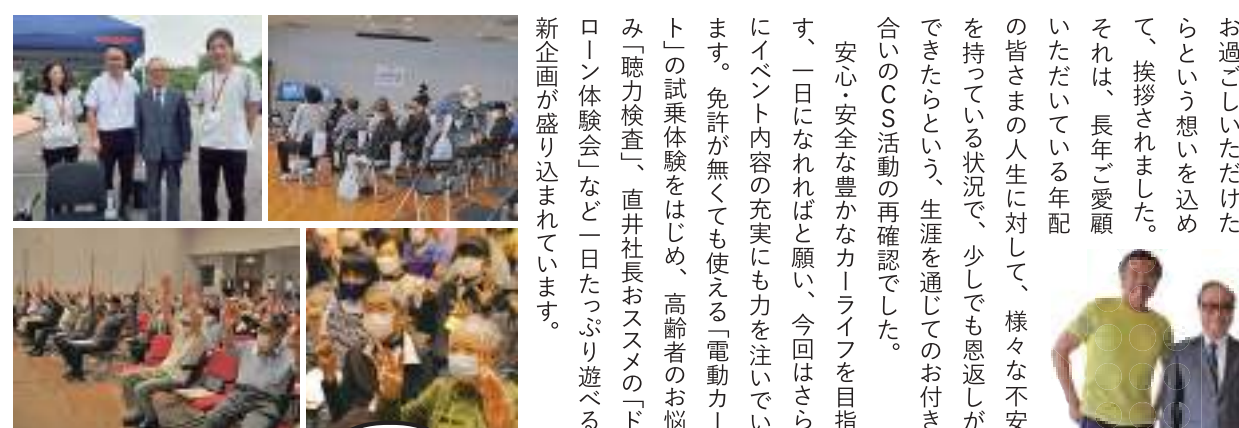 お過ごしいただけた
らという想いを込め
て、挨拶されました。
それは、長年ご愛顧
いただいている年配
の皆さまの人生に対して、様々な不安
を持っている状況で、少しでも恩返しが
できたらという、生涯を通じてのお付き
合いのCS活動の再確認でした。
安心・安全な豊かなカーライフを目指
す、一日になれればと願い、今回はさら
にイベント内容の充実にも力を注いでい
ます。免許が無くても使える「電動カー
ト」の試乗体験をはじめ、高齢者のお悩
み「聴力検査」、直井社長おススメの「ド
ローン体験会」など一日たっぷり遊べる
新企画が盛り込まれています。